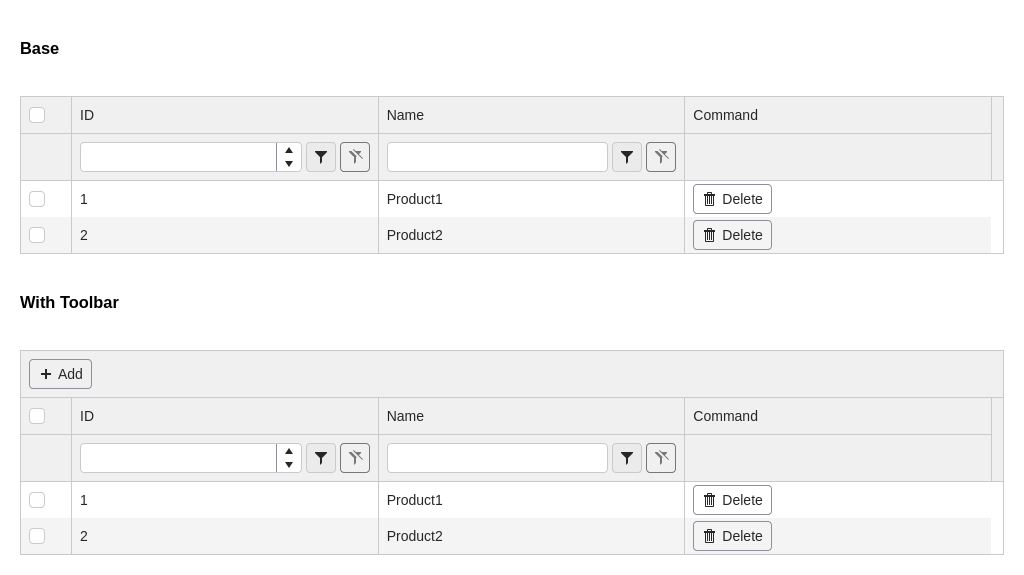 Base
ID Name Command
1 Product1 Delete
2 Product2 Delete
With Toolbar
Add
ID Name Command
1 Product1 Delete
2 Product2 Delete